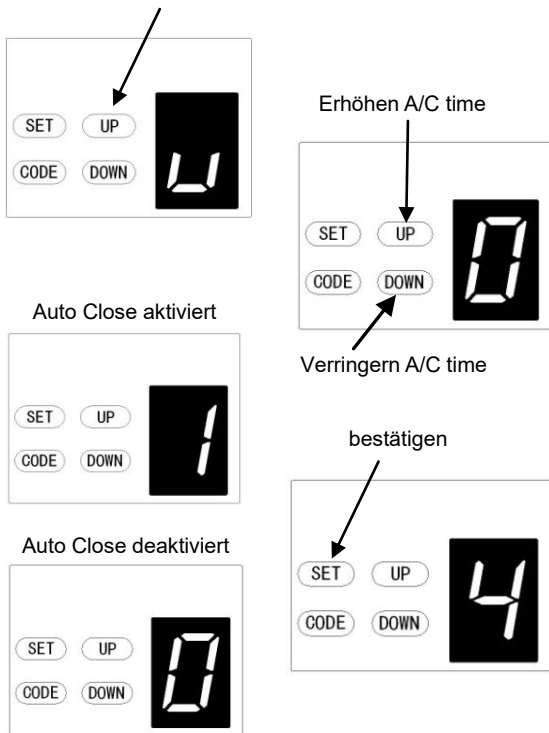 SET UP
CODE DOWN
u
Auto Close aktiviert
SET UP
CODE DOWN
1
Auto Close deaktiviert
SET UP
CODE DOWN
0
Erhöhen A/C time
SET UP
CODE DOWN
0
Verringern A/C time
bestätigen
SET UP
CODE DOWN
4